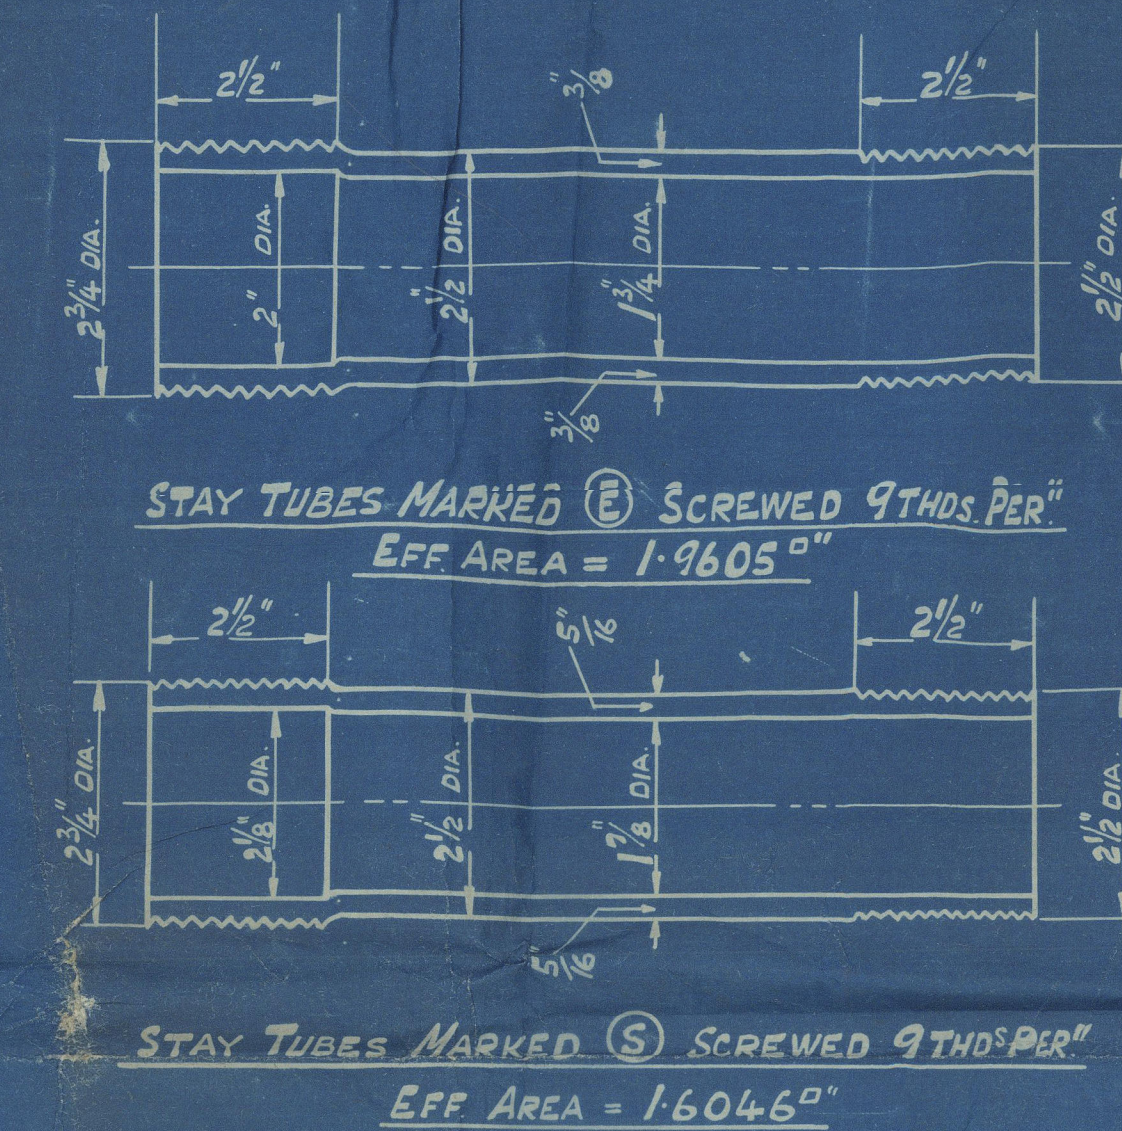 2½" 3/8" 2½"
2¾" DIA. 2" DIA. 2½" DIA. 1¾" DIA. 2½" DIA.
3/8"
STAY TUBES MARKED Ⓔ SCREWED 9 THDS. PER."
EFF. AREA = 1·9605□"
2½" 5/16" 2½"
2¾" DIA. 2⅛" DIA. 2½" DIA. 1⅞" DIA. 2½" DIA.
5/16"
STAY TUBES MARKED Ⓢ SCREWED 9 THDS PER."
EFF. AREA = 1·6046□"